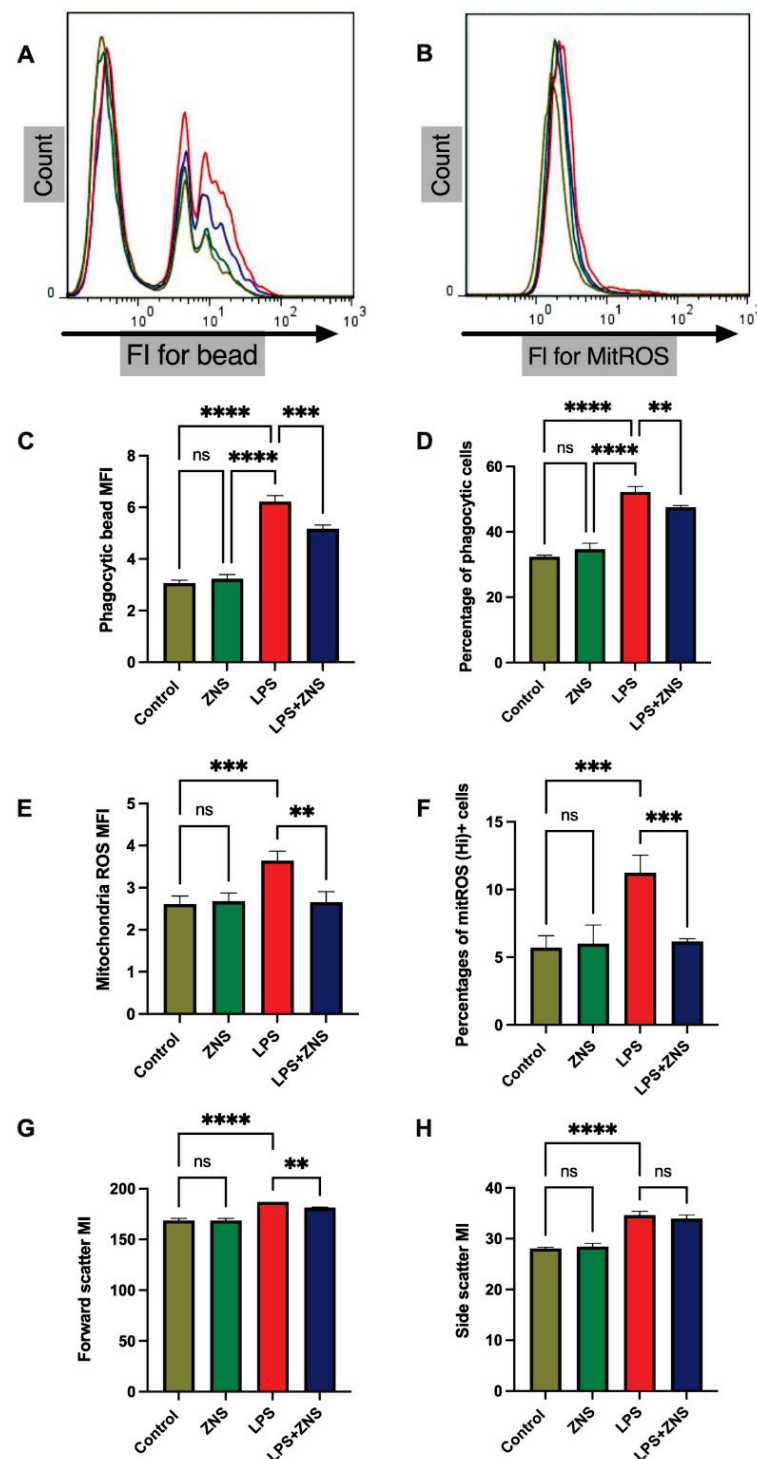 A
B
Count
Count
0
10⁰ 10¹ 10² 10³
0
10⁰ 10¹ 10² 10³
FI for bead
FI for MitROS
C
**** ***
ns ****
Phagocytic bead MFI
8
6
4
2
0
Control ZNS LPS LPS+ZNS
D
**** **
ns ****
Percentage of phagocytic cells
60
40
20
0
Control ZNS LPS LPS+ZNS
E
***
ns **
Mitochondria ROS MFI
5
4
3
2
1
0
Control ZNS LPS LPS+ZNS
F
***
ns ***
Percentages of mitROS (Hi)+ cells
15
10
5
0
Control ZNS LPS LPS+ZNS
G
****
ns **
Forward scatter MI
200
150
100
50
0
Control ZNS LPS LPS+ZNS
H
****
ns ns
Side scatter MI
40
30
20
10
0
Control ZNS LPS LPS+ZNS